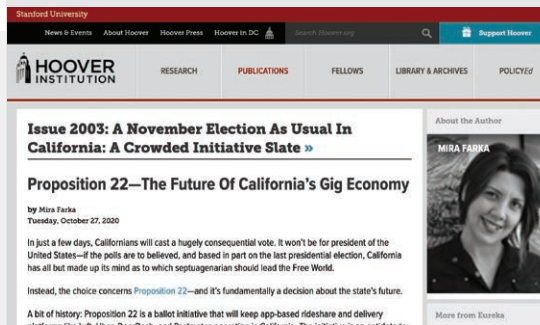 Stanford University
News & Events About Hoover Hoover Press Hoover in DC Search Hoover.org Support Hoover
HOOVER
INSTITUTION
RESEARCH PUBLICATIONS FELLOWS LIBRARY & ARCHIVES POLICYEd
Issue 2003: A November Election As Usual In
California: A Crowded Initiative Slate »
Proposition 22—The Future Of California's Gig Economy
by Mira Farka
Tuesday, October 27, 2020
In just a few days, Californians will cast a hugely consequential vote. It won't be for president of the
United States—if the polls are to believed, and based in part on the last presidential election, California
has all but made up its mind as to which septuagenarian should lead the Free World.
Instead, the choice concerns Proposition 22—and it's fundamentally a decision about the state's future.
A bit of history: Proposition 22 is a ballot initiative that will keep app-based rideshare and delivery
About the Author
MIRA FARKA
More from Eureka